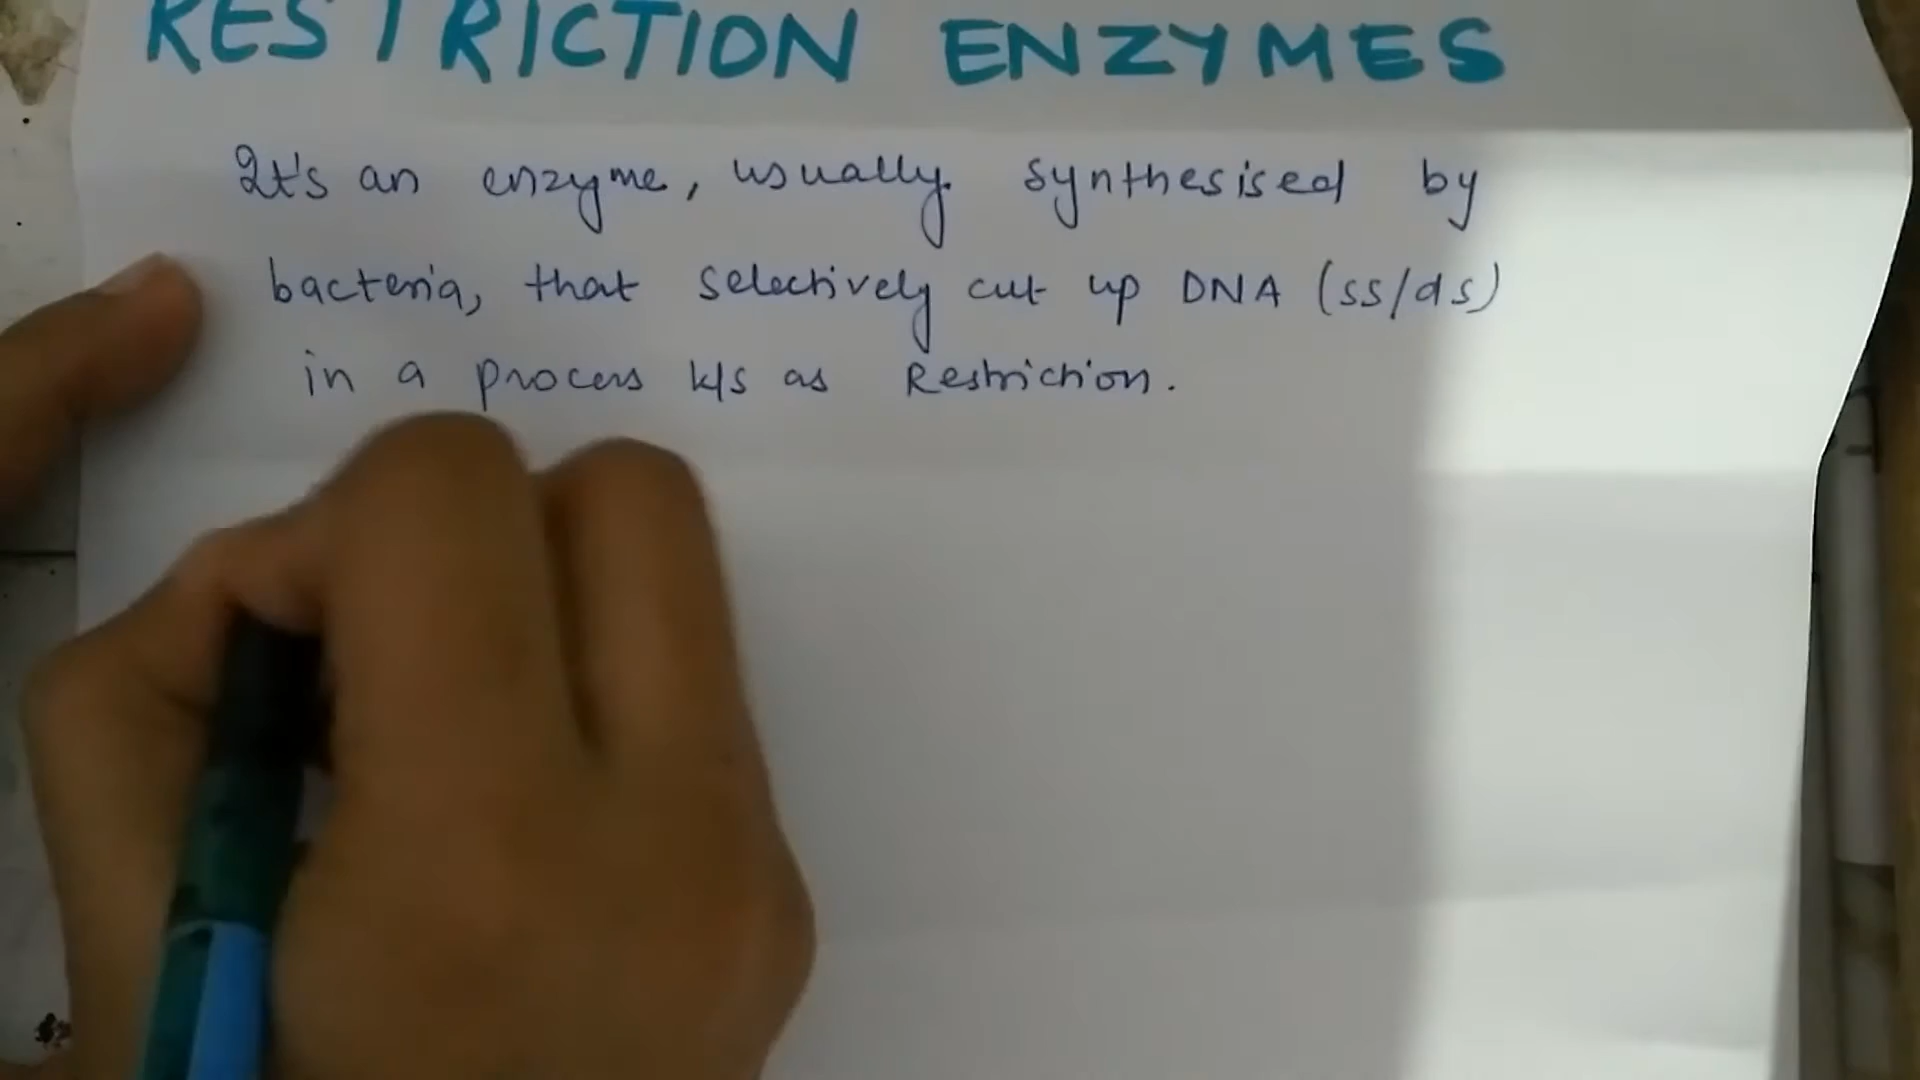 RESTRICTION ENZYMES
It's an enzyme, usually synthesised by
bacteria, that selectively cut up DNA (ss/ds)
in a process k/s as Restriction.